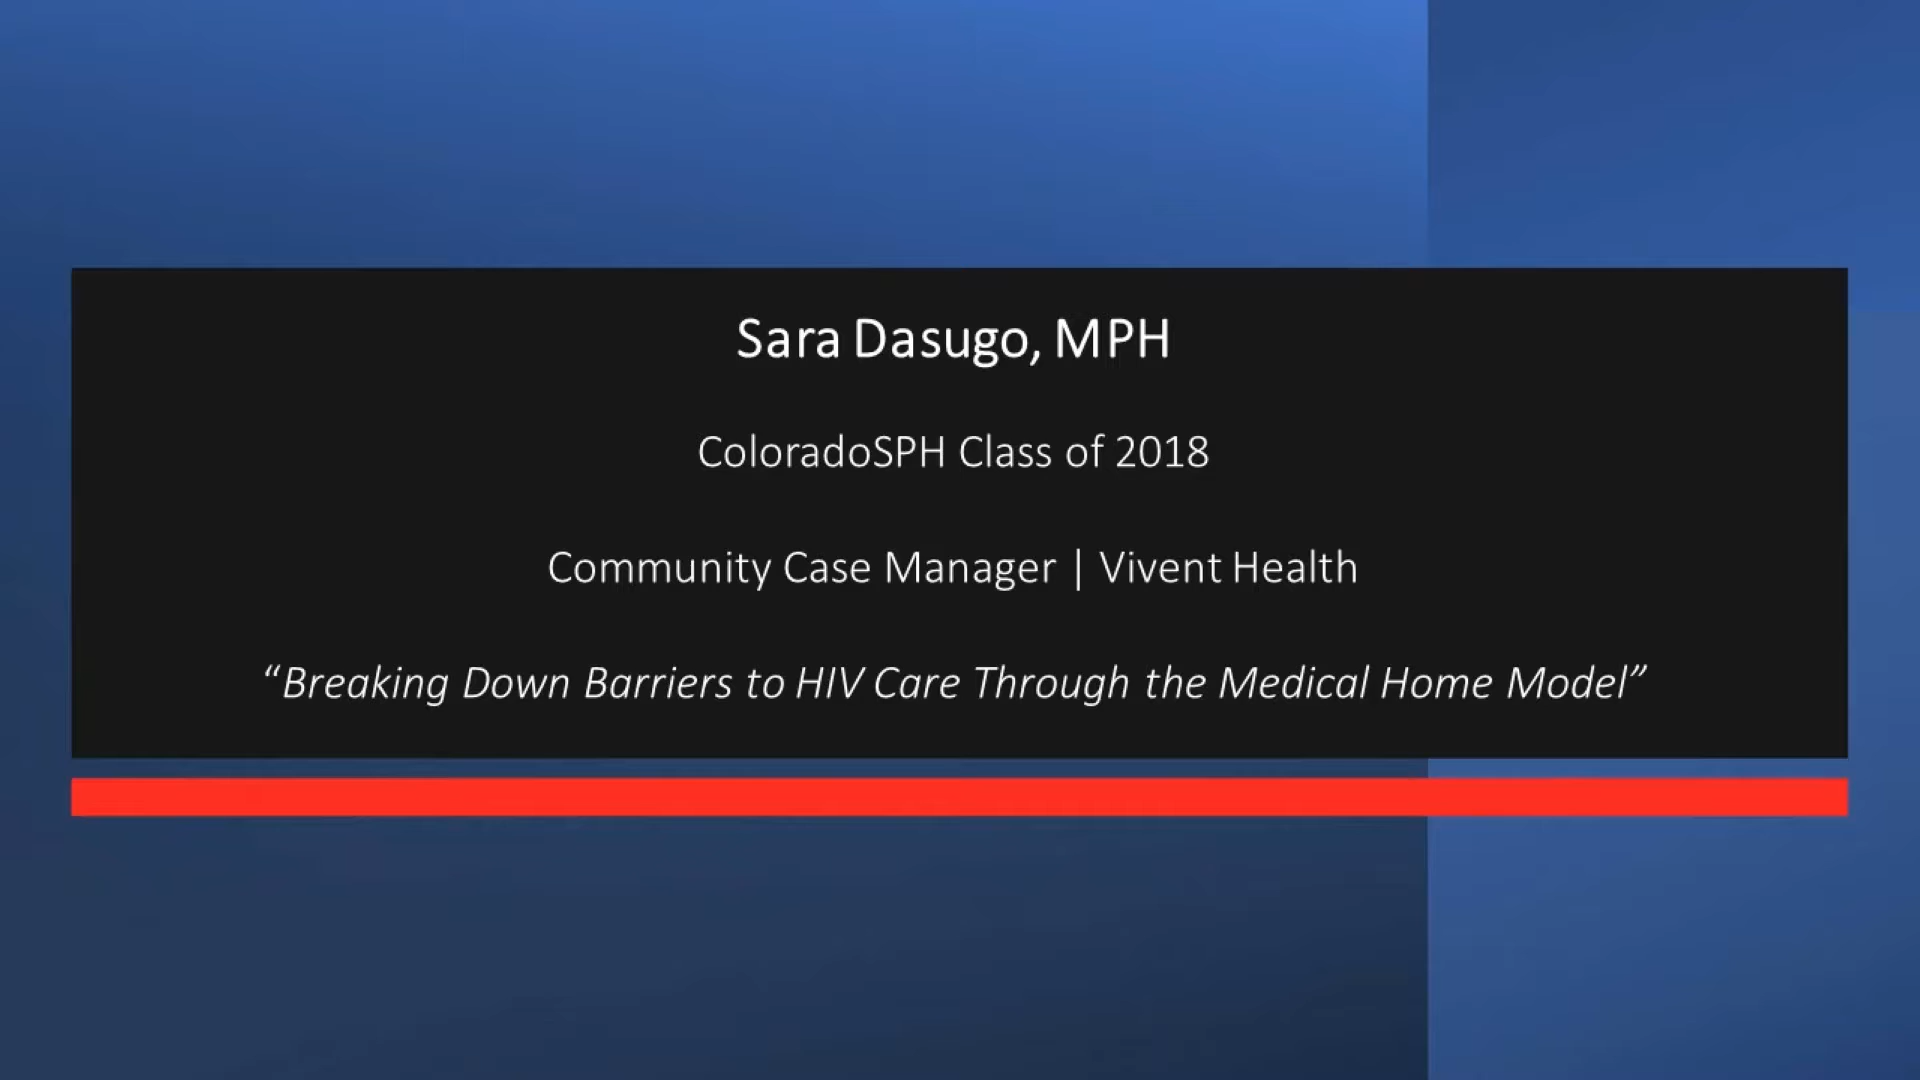 Sara Dasugo, MPH
ColoradoSPH Class of 2018
Community Case Manager | Vivent Health
“Breaking Down Barriers to HIV Care Through the Medical Home Model”